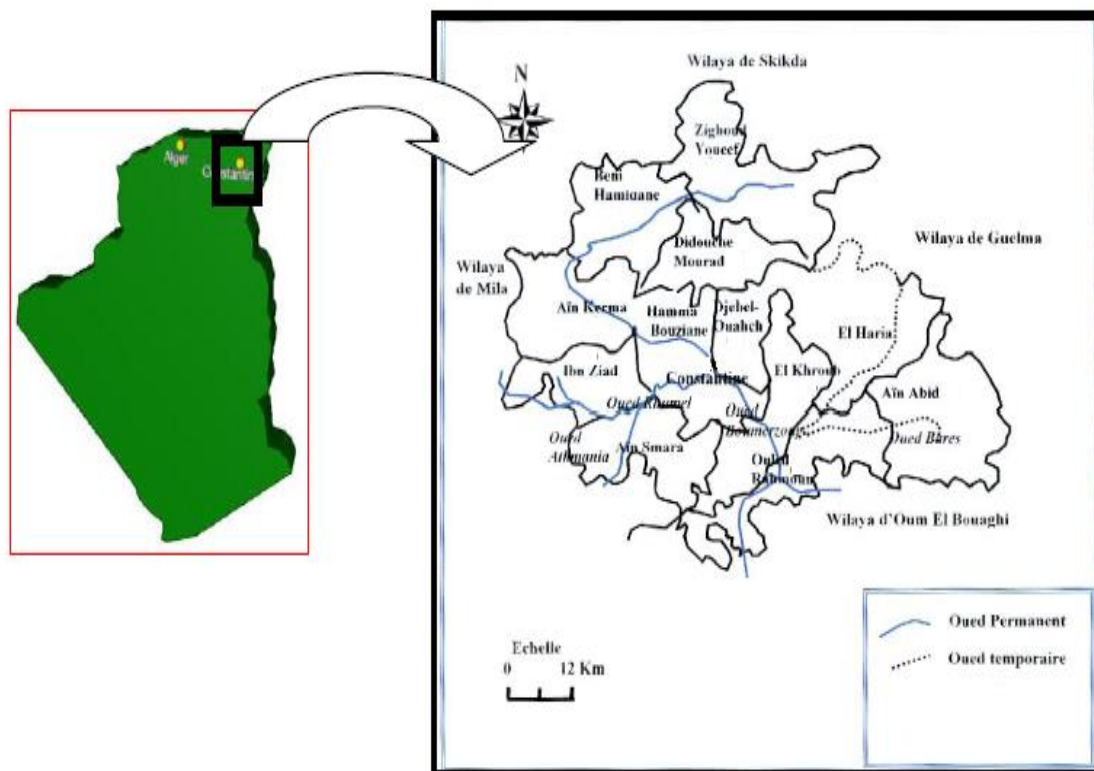 Alger
Constantin
N
Wilaya de Skikda
Zighoud
Youcef
Beni
Hamidane
Didouche
Mourad
Wilaya de Guelma
Wilaya
de Mila
Aïn Kerma
Hamma
Bouziane
Djebel-
Ouahch
El Haria
Ibn Ziad
Constantine
El Khroub
Aïn Abid
Oued Rhumel
Oued
Boumerzoug
Oued Bares
Oued
Athmania
Aïn Smara
Ouled
Rahmoun
Wilaya d'Oum El Bouaghi
Echelle
0 12 Km
Oued Permanent
Oued temporaire